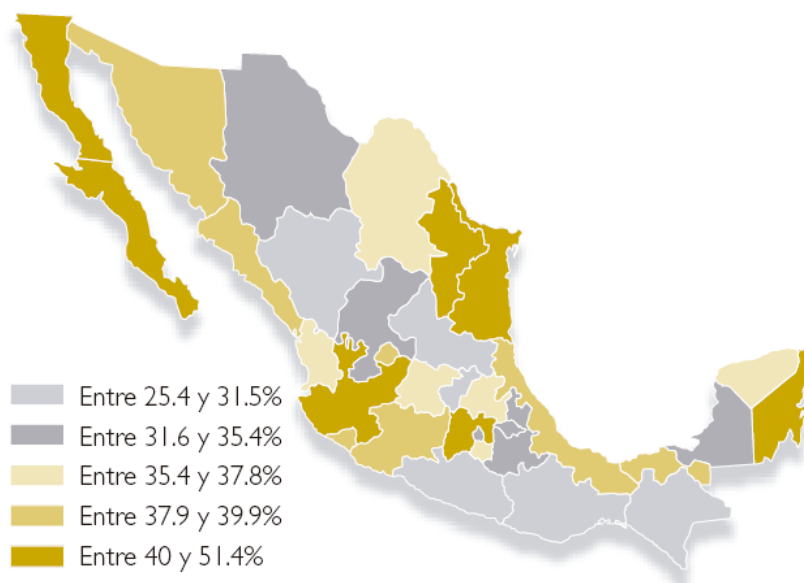 Entre 25.4 y 31.5%
Entre 31.6 y 35.4%
Entre 35.4 y 37.8%
Entre 37.9 y 39.9%
Entre 40 y 51.4%